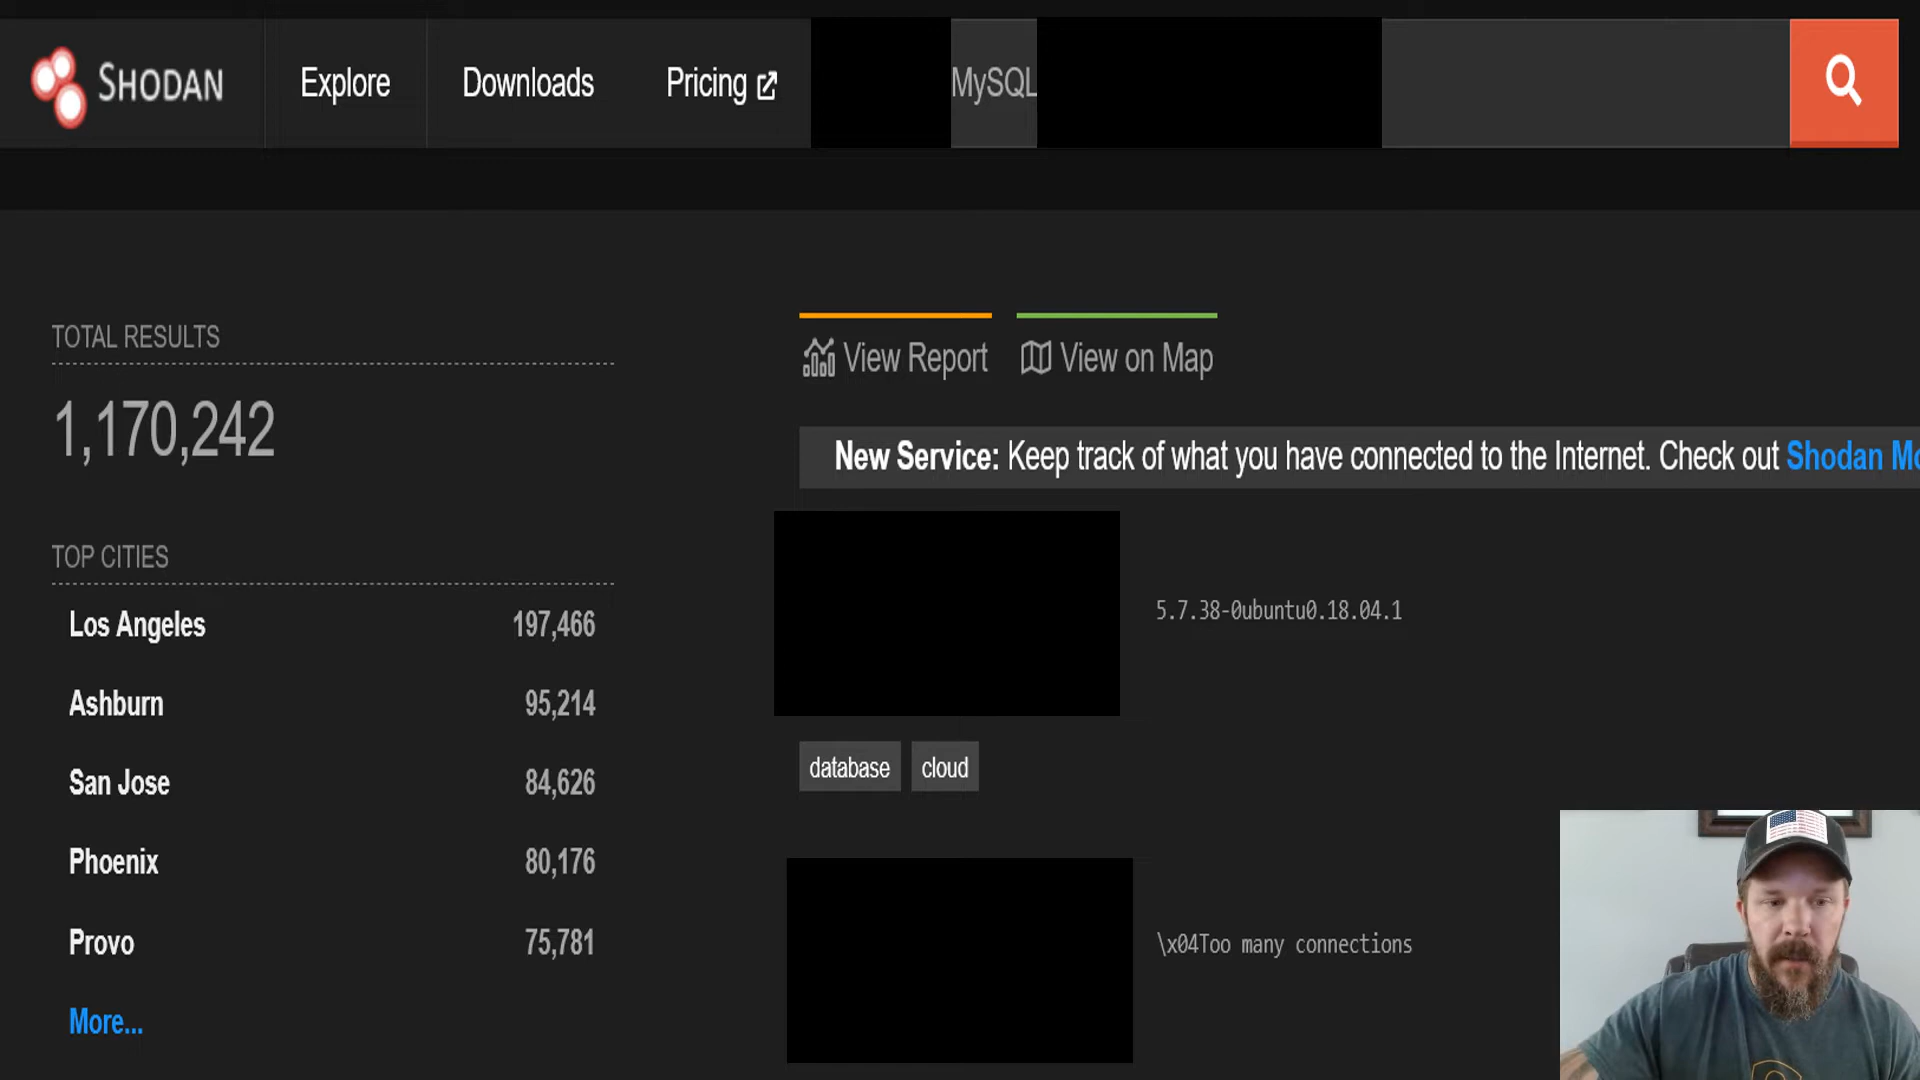 SHODAN
Explore
Downloads
Pricing
MySQL
TOTAL RESULTS
1,170,242
TOP CITIES
Los Angeles 197,466
Ashburn 95,214
San Jose 84,626
Phoenix 80,176
Provo 75,781
More...
View Report
View on Map
New Service: Keep track of what you have connected to the Internet. Check out Shodan Mo
5.7.38-0ubuntu0.18.04.1
database
cloud
\x04Too many connections